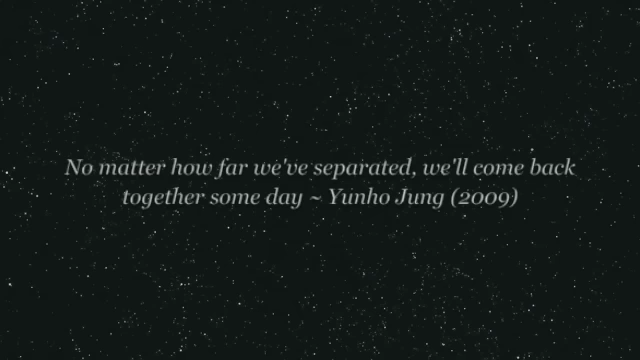 No matter how far we've separated, we'll come back
together some day ~ Yunho Jung (2009)